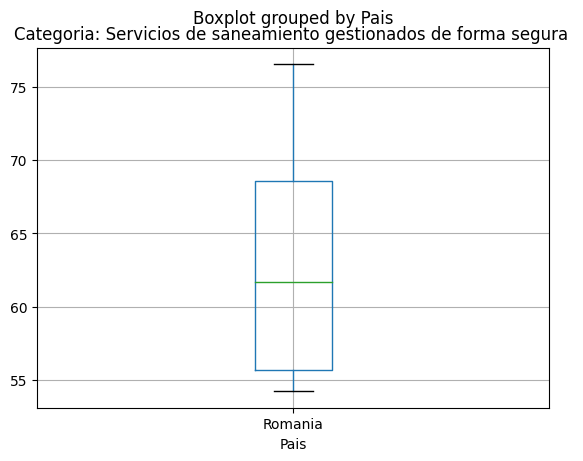 Boxplot grouped by Pais
Categoria: Servicios de saneamiento gestionados de forma segura
75
70
65
60
55
Romania
Pais